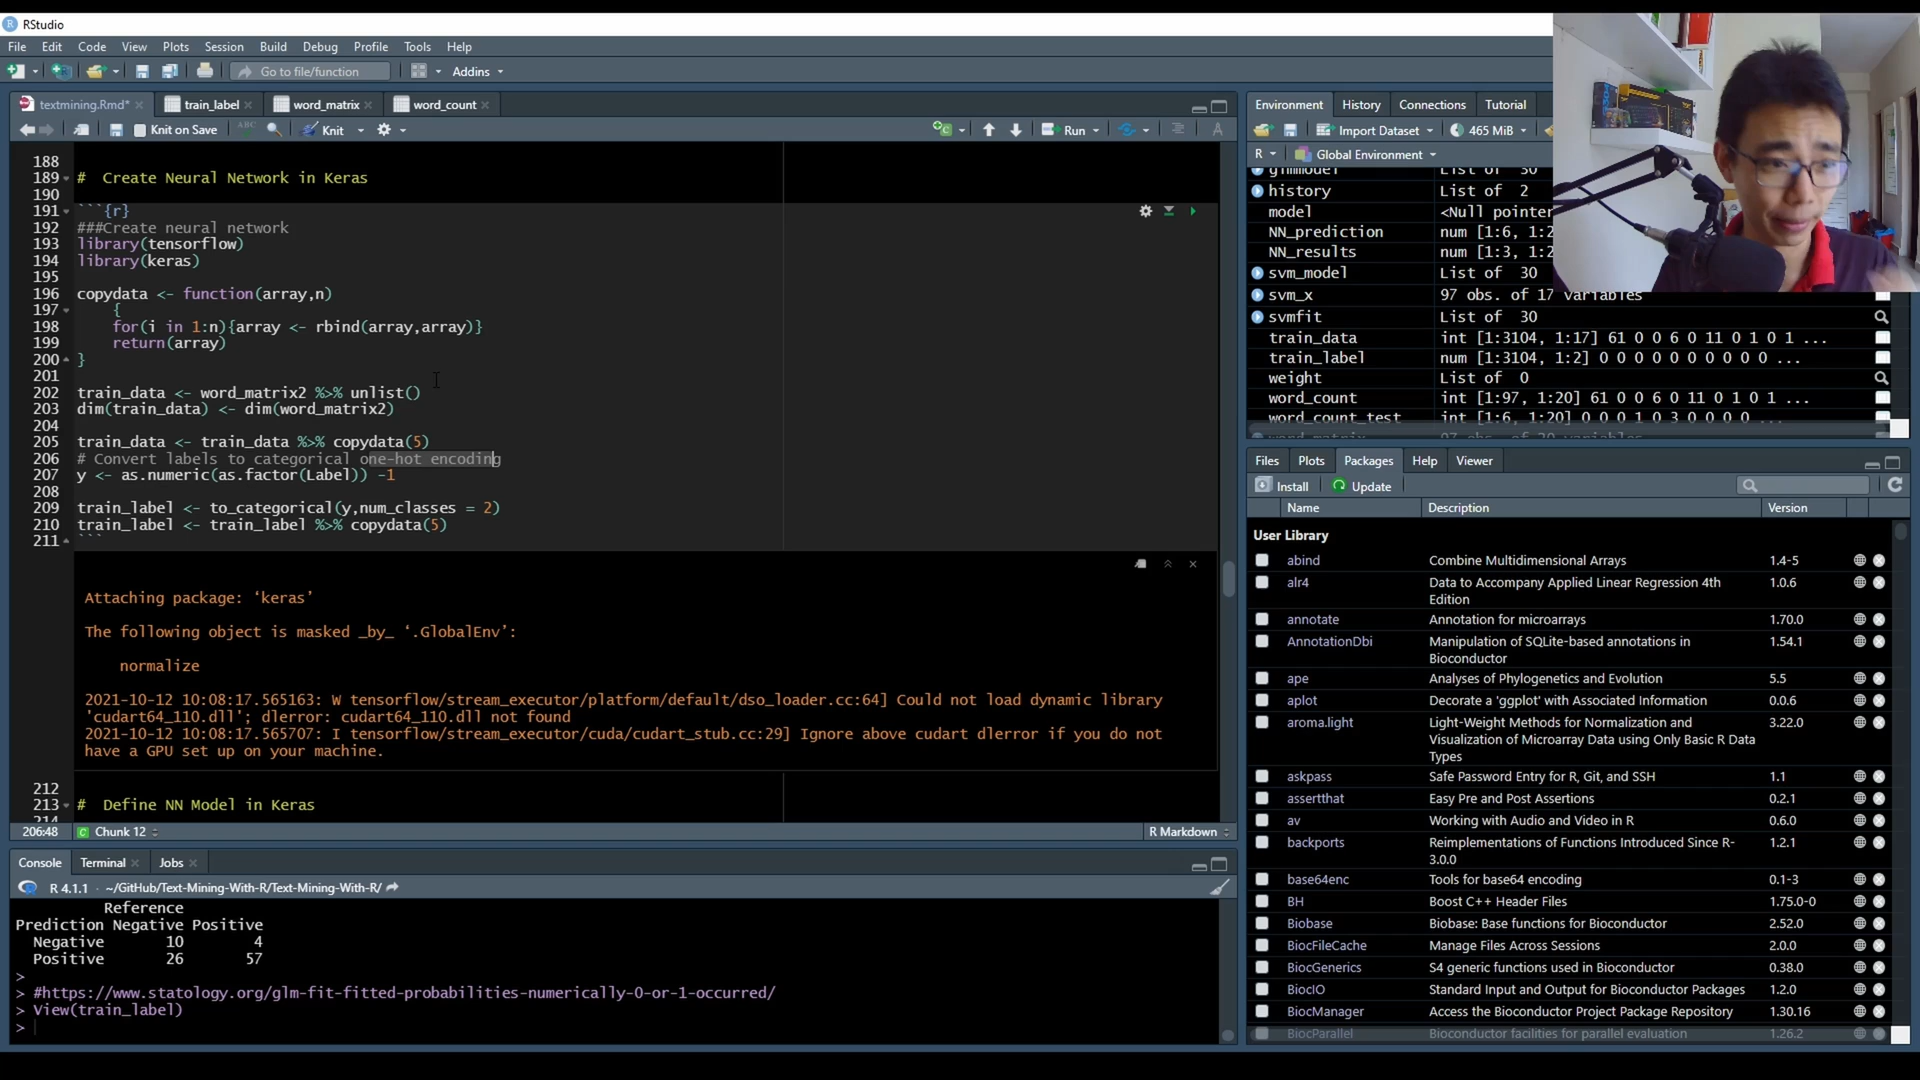 RStudio
File Edit Code View Plots Session Build Debug Profile Tools Help
Go to file/function Addins
textmining.Rmd* train_label word_matrix word_count
Knit on Save ABC Knit Run
188
189 # Create Neural Network in Keras
190
191 ```{r}
192 ###Create neural network
193 library(tensorflow)
194 library(keras)
195
196 copydata <- function(array,n)
197 {
198 for(i in 1:n){array <- rbind(array,array)}
199 return(array)
200 }
201
202 train_data <- word_matrix2 %>% unlist()
203 dim(train_data) <- dim(word_matrix2)
204
205 train_data <- train_data %>% copydata(5)
206 # Convert labels to categorical one-hot encoding
207 y <- as.numeric(as.factor(Label)) -1
208
209 train_label <- to_categorical(y,num_classes = 2)
210 train_label <- train_label %>% copydata(5)
211 ```
Attaching package: ‘keras’
The following object is masked _by_ ‘.GlobalEnv’:
normalize
2021-10-12 10:08:17.565163: W tensorflow/stream_executor/platform/default/dso_loader.cc:64] Could not load dynamic library
'cudart64_110.dll'; dlerror: cudart64_110.dll not found
2021-10-12 10:08:17.565707: I tensorflow/stream_executor/cuda/cudart_stub.cc:29] Ignore above cudart dlerror if you do not
have a GPU set up on your machine.
212
213 # Define NN Model in Keras
214
206:48 Chunk 12 R Markdown
Console Terminal Jobs
R 4.1.1 · ~/GitHub/Text-Mining-With-R/Text-Mining-With-R/
Reference
Prediction Negative Positive
Negative 10 4
Positive 26 57
>
> #https://www.statology.org/glm-fit-fitted-probabilities-numerically-0-or-1-occurred/
> View(train_label)
>
Environment History Connections Tutorial
Import Dataset 465 MiB
R Global Environment
glmmodel List of 30
history List of 2
model <Null pointer
NN_prediction num [1:6, 1:2
NN_results num [1:3, 1:2
svm_model List of 30
svm_x 97 obs. of 17 variables
svmfit List of 30
train_data int [1:3104, 1:17] 61 0 0 6 0 11 0 1 0 1 ...
train_label num [1:3104, 1:2] 0 0 0 0 0 0 0 0 0 0 ...
weight List of 0
word_count int [1:97, 1:20] 61 0 0 6 0 11 0 1 0 1 ...
word_count_test int [1:6, 1:20] 0 0 0 1 0 3 0 0 0 0 ...
word_matrix 97 obs. of 20 variables
Files Plots Packages Help Viewer
Install Update
Name Description Version
User Library
abind Combine Multidimensional Arrays 1.4-5
alr4 Data to Accompany Applied Linear Regression 4th 1.0.6
Edition
annotate Annotation for microarrays 1.70.0
AnnotationDbi Manipulation of SQLite-based annotations in 1.54.1
Bioconductor
ape Analyses of Phylogenetics and Evolution 5.5
aplot Decorate a 'ggplot' with Associated Information 0.0.6
aroma.light Light-Weight Methods for Normalization and 3.22.0
Visualization of Microarray Data using Only Basic R Data
Types
askpass Safe Password Entry for R, Git, and SSH 1.1
assertthat Easy Pre and Post Assertions 0.2.1
av Working with Audio and Video in R 0.6.0
backports Reimplementations of Functions Introduced Since R- 1.2.1
3.0.0
base64enc Tools for base64 encoding 0.1-3
BH Boost C++ Header Files 1.75.0-0
Biobase Biobase: Base functions for Bioconductor 2.52.0
BiocFileCache Manage Files Across Sessions 2.0.0
BiocGenerics S4 generic functions used in Bioconductor 0.38.0
BiocIO Standard Input and Output for Bioconductor Packages 1.2.0
BiocManager Access the Bioconductor Project Package Repository 1.30.16
BiocParallel Bioconductor facilities for parallel evaluation 1.26.2